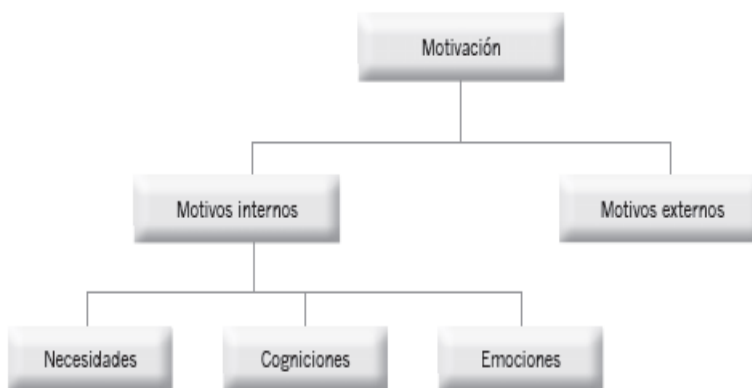 Motivación
Motivos internos
Motivos externos
Necesidades
Cogniciones
Emociones